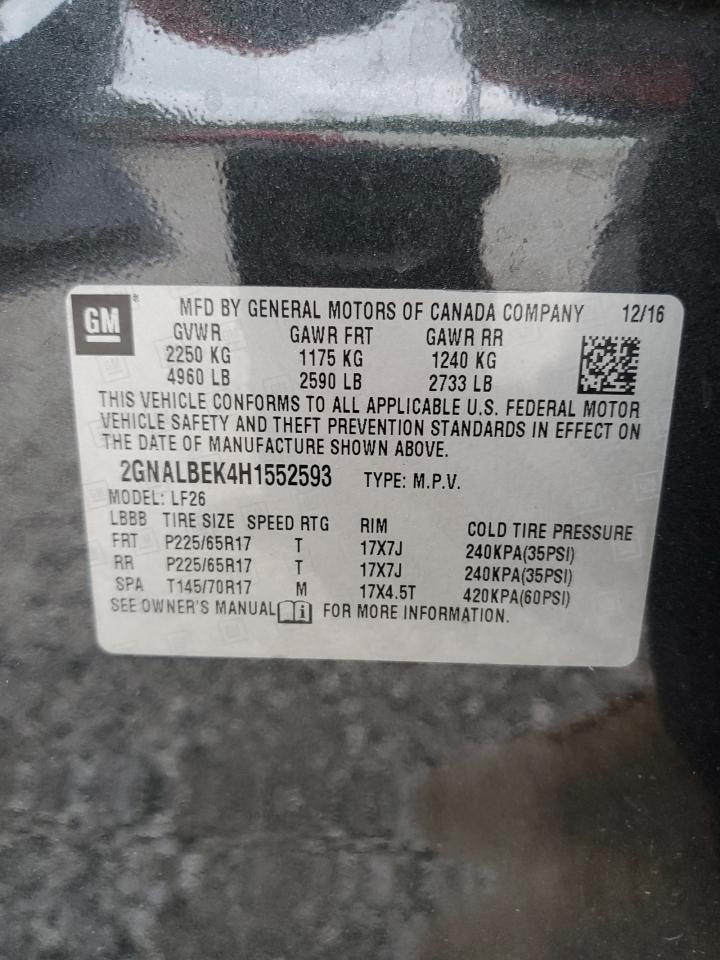 GM ® MFD BY GENERAL MOTORS OF CANADA COMPANY 12/16
GVWR GAWR FRT GAWR RR
2250 KG 1175 KG 1240 KG
4960 LB 2590 LB 2733 LB
THIS VEHICLE CONFORMS TO ALL APPLICABLE U.S. FEDERAL MOTOR
VEHICLE SAFETY AND THEFT PREVENTION STANDARDS IN EFFECT ON
THE DATE OF MANUFACTURE SHOWN ABOVE.
2GNALBEK4H1552593 TYPE: M.P.V.
MODEL: LF26
LBBB TIRE SIZE SPEED RTG RIM COLD TIRE PRESSURE
FRT P225/65R17 T 17X7J 240KPA(35PSI)
RR P225/65R17 T 17X7J 240KPA(35PSI)
SPA T145/70R17 M 17X4.5T 420KPA(60PSI)
SEE OWNER'S MANUAL i FOR MORE INFORMATION.